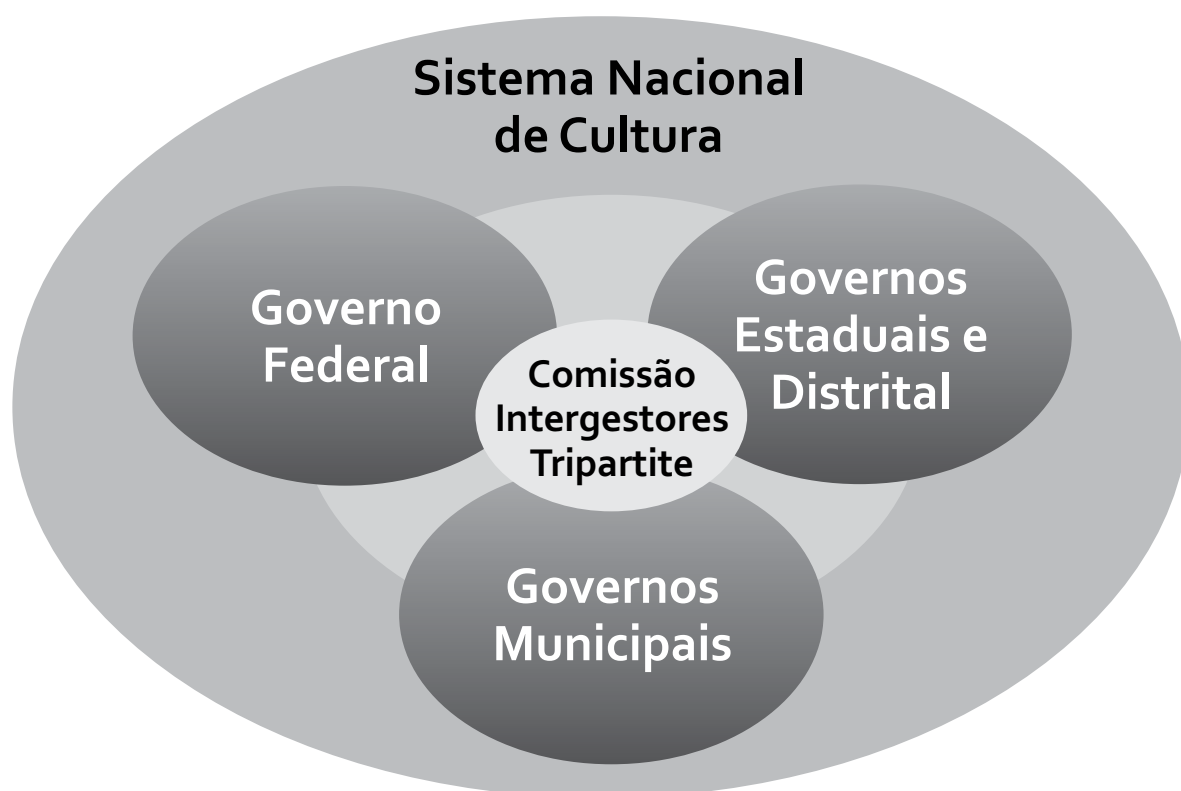 Sistema Nacional
de Cultura
Governo
Federal
Governos
Estaduais e
Distrital
Comissão
Intergestores
Tripartite
Governos
Municipais